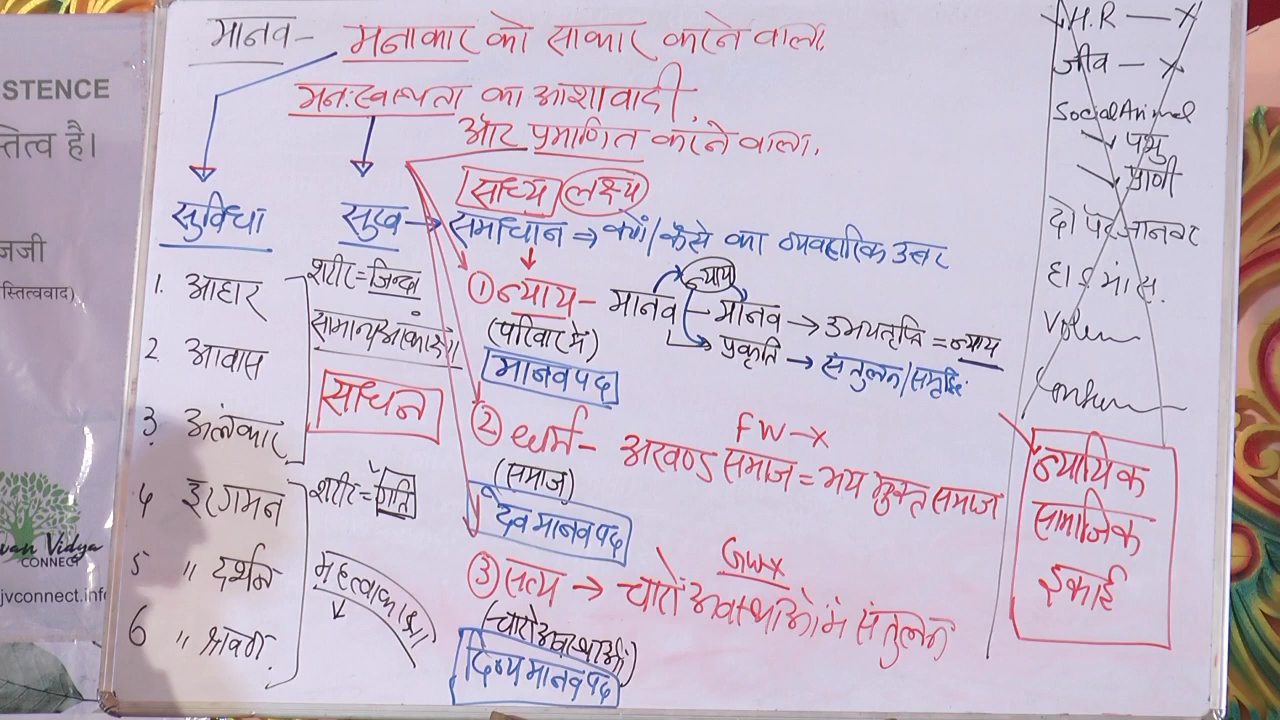 मानव - मनाकार को साकार करने वाला,
मनःस्वस्थता का आशावादी,
और प्रमाणित करने वाला,
साध्य लक्ष्य
सुविधा
सुख → समाधान ⇒ क्यों/कैसे का व्यवहारिक उत्तर
1. आहार
2. आवास
3. अलंकार
शरीर = जिन्दा
सामान्य आकांक्षा
साधन
4 दूरगमन
5 " दर्शन
6 " श्रवण.
शरीर = गति
महत्वाकांक्षा
① न्याय - मानव - मानव → उभयतृप्ति = न्याय
न्याय
(परिवार में)
→ प्रकृति → संतुलन/समृद्धि
मानव पद
② धर्म - अखण्ड समाज = भय मुक्त समाज
FW-X
(समाज)
देव मानव पद
③ सत्य → चारों अवस्थाओं में संतुलन
GW-X
(चारों अवस्थाओं)
दिव्य मानव पद
H.R - X
जीव - X
Social Animal
→ पशु
→ प्राणी
जानवर
हाड मांस.
न्यायिक
सामाजिक
इकाई
STENCE
तित्व है।
जजी
स्तित्ववाद)
van Vidya
CONNECT
jvconnect.info